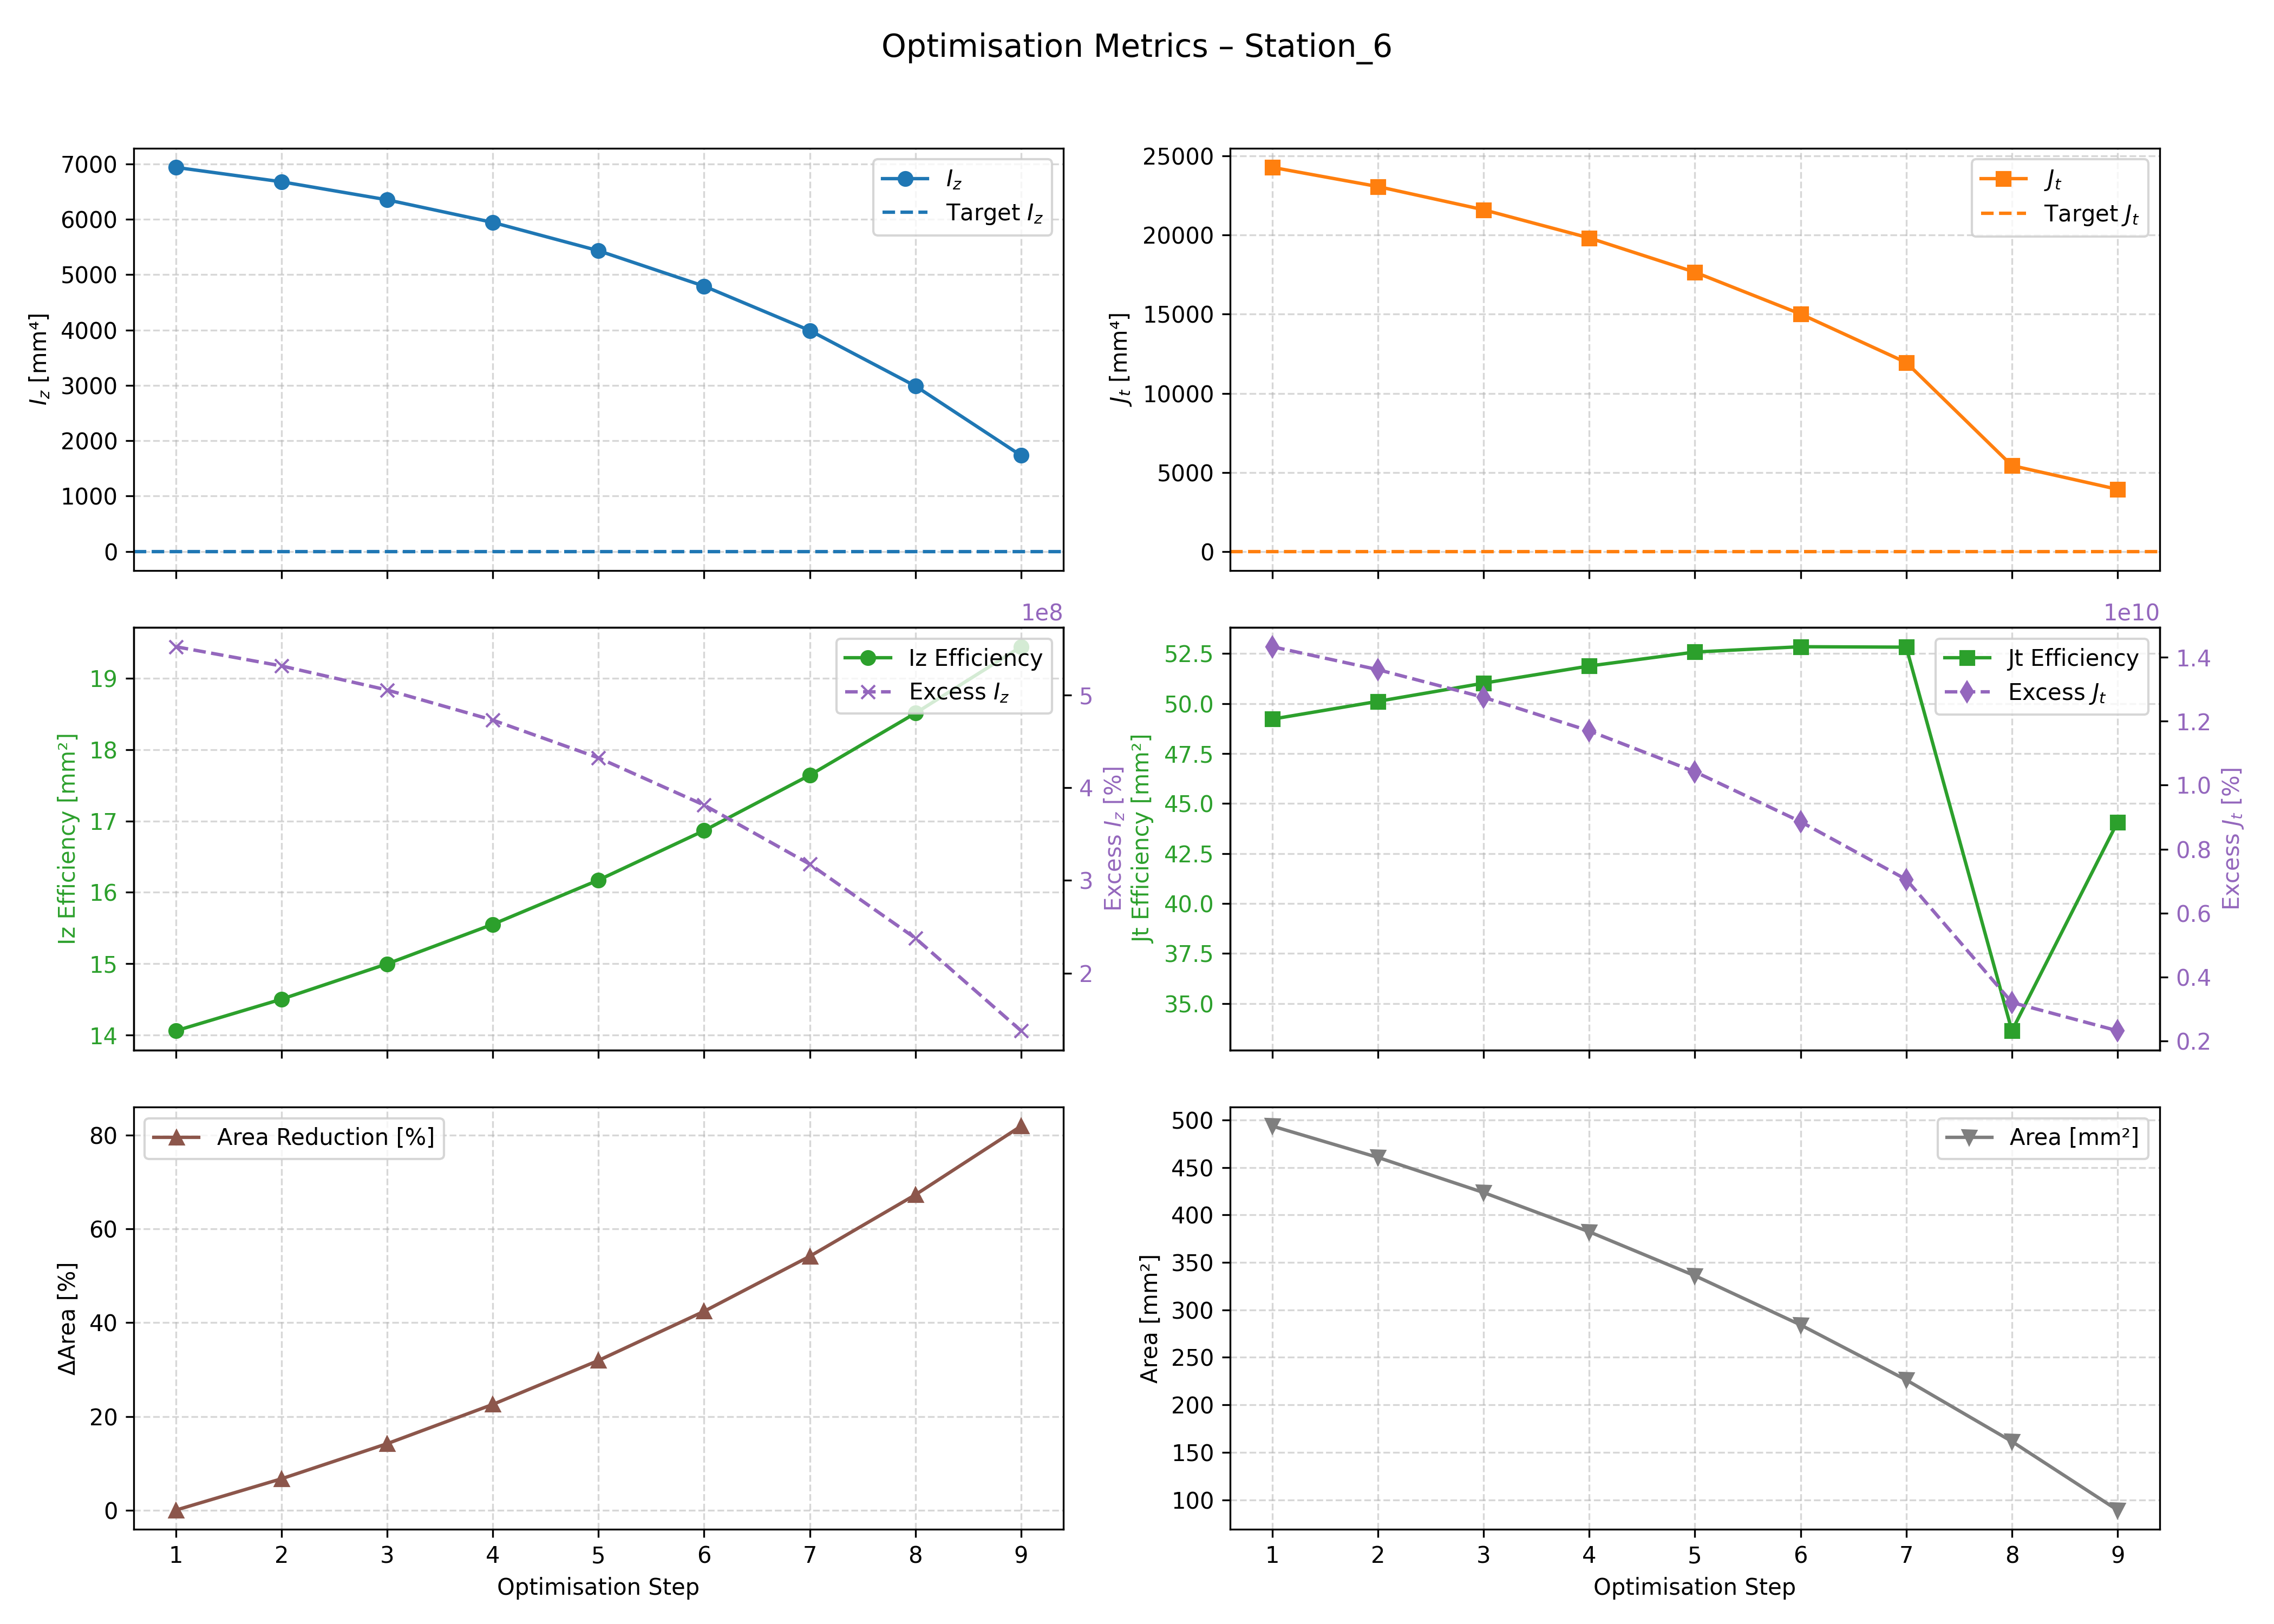 Optimisation Metrics – Station_6
7000
6000
5000
4000
3000
2000
1000
0
I_z [mm⁴]
I_z
Target I_z
25000
20000
15000
10000
5000
0
J_t [mm⁴]
J_t
Target J_t
1e8
19
18
17
16
15
14
Iz Efficiency [mm²]
Iz Efficiency
Excess I_z
5
4
3
2
Excess I_z [%]
1e10
52.5
50.0
47.5
45.0
42.5
40.0
37.5
35.0
Jt Efficiency [mm²]
Jt Efficiency
Excess J_t
1.4
1.2
1.0
0.8
0.6
0.4
0.2
Excess J_t [%]
Area Reduction [%]
80
60
40
20
0
ΔArea [%]
1 2 3 4 5 6 7 8 9
Optimisation Step
Area [mm²]
500
450
400
350
300
250
200
150
100
Area [mm²]
1 2 3 4 5 6 7 8 9
Optimisation Step